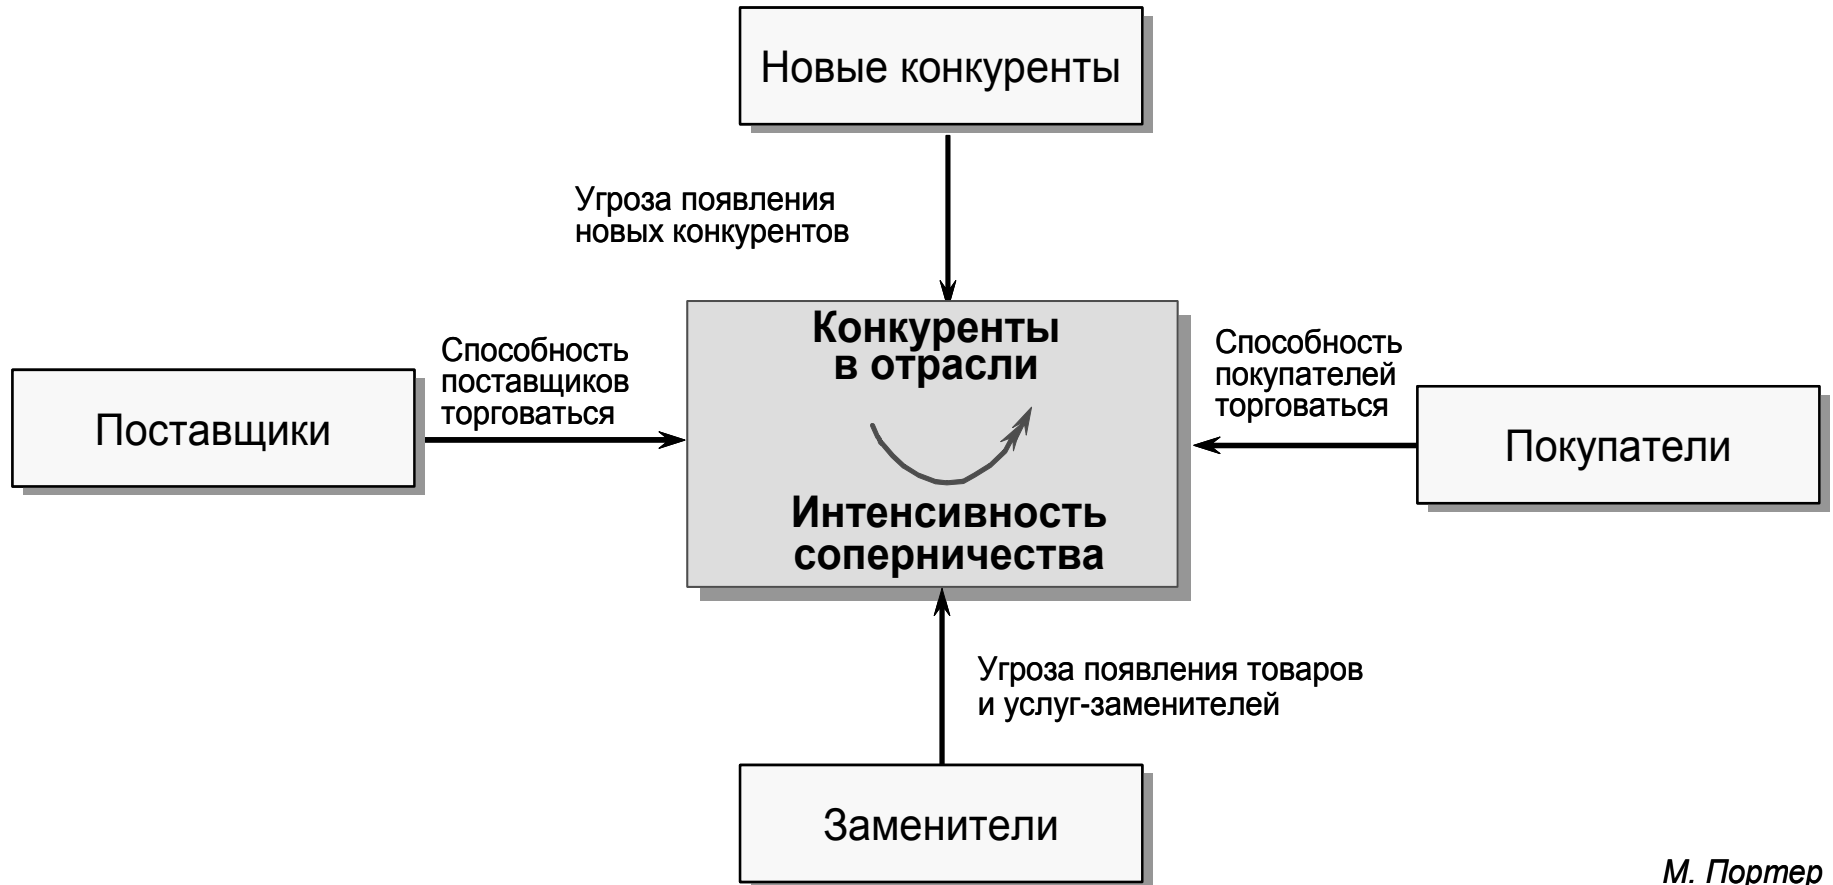 Новые конкуренты
Угроза появления
новых конкурентов
Конкуренты
в отрасли
Способность
поставщиков
торговаться
Способность
покупателей
торговаться
Поставщики
Покупатели
Интенсивность
соперничества
Угроза появления товаров
и услуг-заменителей
Заменители
М. Портер